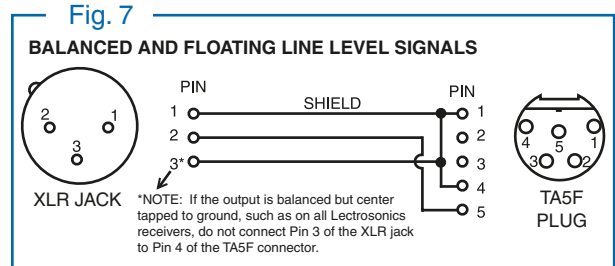 Fig. 7
BALANCED AND FLOATING LINE LEVEL SIGNALS
2
1
3
XLR JACK
PIN
1
SHIELD
2
3*
*NOTE: If the output is balanced but center
tapped to ground, such as on all Lectrosonics
receivers, do not connect Pin 3 of the XLR jack
to Pin 4 of the TA5F connector.
PIN
1
2
3
4
5
4
5
1
3
2
TA5F
PLUG